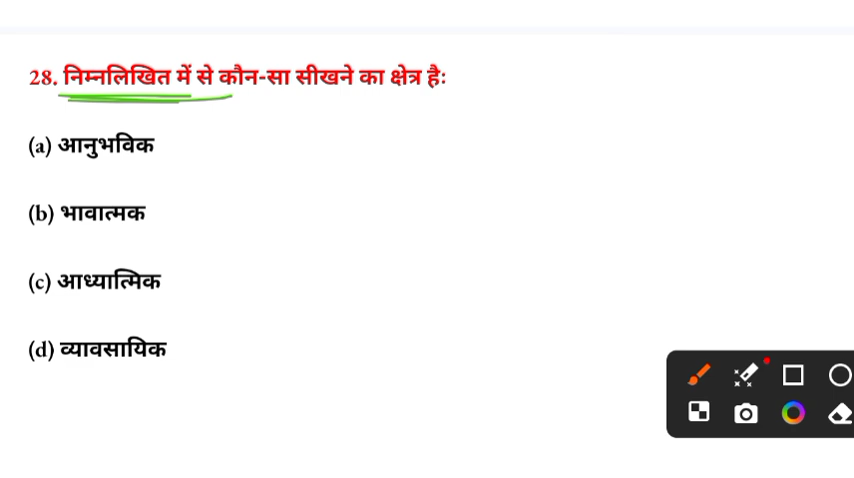 28. निम्नलिखित में से कौन-सा सीखने का क्षेत्र है:
(a) आनुभविक
(b) भावात्मक
(c) आध्यात्मिक
(d) व्यावसायिक